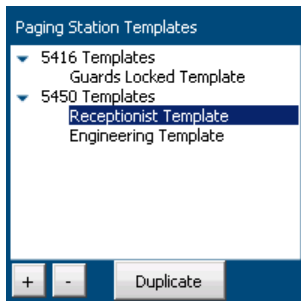 Paging Station Templates
5416 Templates
Guards Locked Template
5450 Templates
Receptionist Template
Engineering Template
+ - Duplicate